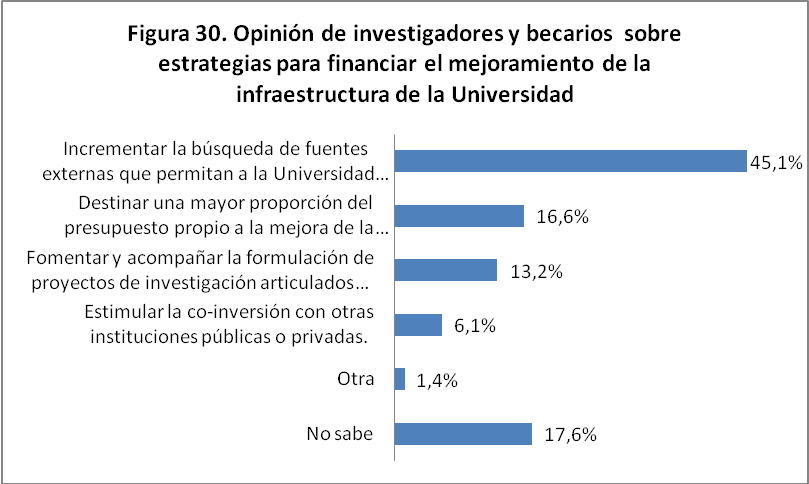 Figura 30. Opinión de investigadores y becarios sobre
estrategias para financiar el mejoramiento de la
infraestructura de la Universidad
Incrementar la búsqueda de fuentes
externas que permitan a la Universidad...
45,1%
Destinar una mayor proporción del
presupuesto propio a la mejora de la...
16,6%
Fomentar y acompañar la formulación de
proyectos de investigación articulados...
13,2%
Estimular la co-inversión con otras
instituciones públicas o privadas.
6,1%
Otra
1,4%
No sabe
17,6%